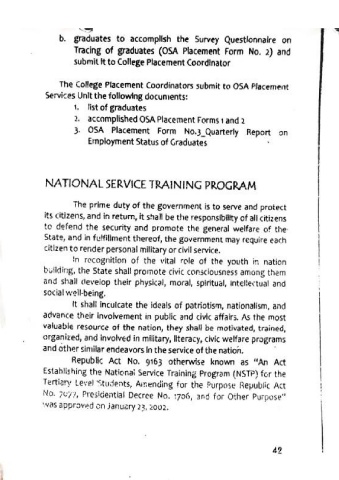 b. graduates to accomplish the Survey Questionnaire on
Tracing of graduates (OSA Placement Form No. 2) and
submit it to College Placement Coordinator
The College Placement Coordinators submit to OSA Placement
Services Unit the following documents:
1. list of graduates
2. accomplished OSA Placement Forms 1 and 2
3. OSA Placement Form No.3_Quarterly Report on
Employment Status of Graduates
NATIONAL SERVICE TRAINING PROGRAM
The prime duty of the government is to serve and protect
its citizens, and in return, it shall be the responsibility of all citizens
to defend the security and promote the general welfare of the
State, and in fulfillment thereof, the government may require each
citizen to render personal military or civil service.
In recognition of the vital role of the youth in nation
building, the State shall promote civic consciousness among them
and shall develop their physical, moral, spiritual, intellectual and
social well-being.
It shall inculcate the ideals of patriotism, nationalism, and
advance their involvement in public and civic affairs. As the most
valuable resource of the nation, they shall be motivated, trained,
organized, and involved in military, literacy, civic welfare programs
and other similar endeavors in the service of the nation.
Republic Act No. 9163 otherwise known as "An Act
Establishing the National Service Training Program (NSTP) for the
Tertiary Level Students, Amending for the Purpose Republic Act
No. 7077, Presidential Decree No. 1706, and for Other Purpose"
was approved on January 23, 2002.
42